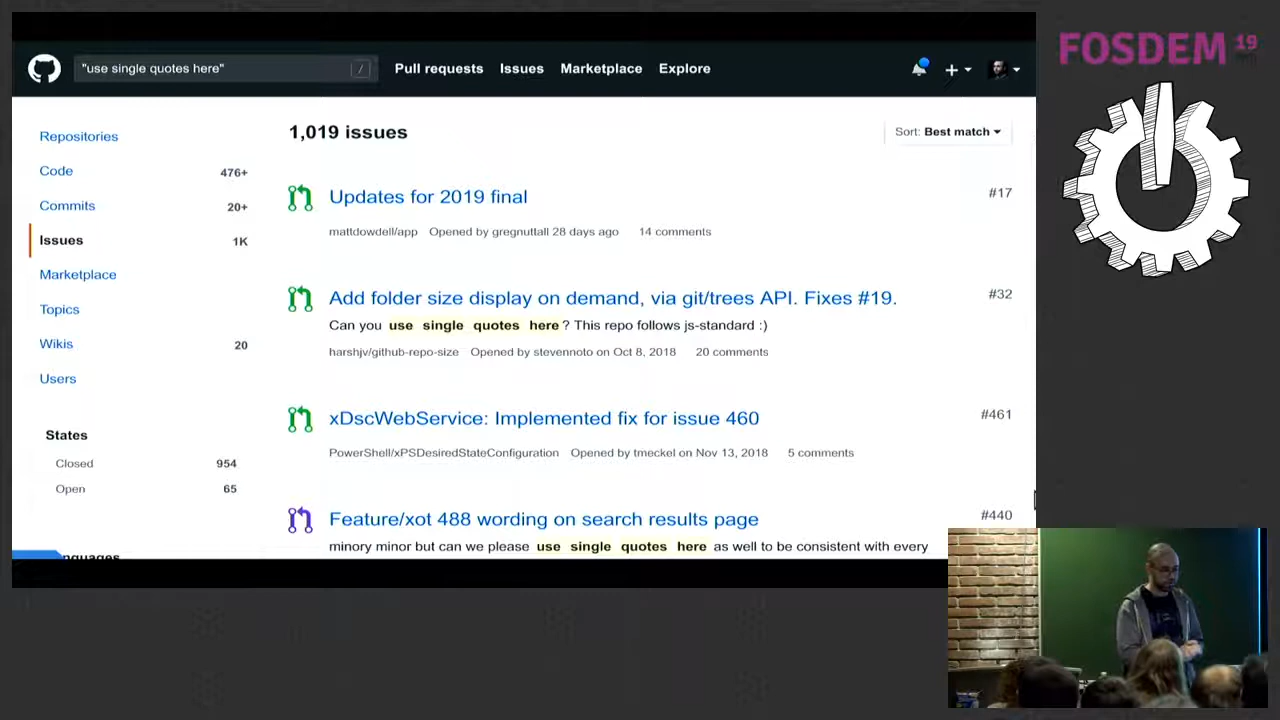 "use single quotes here"
/
Pull requests
Issues
Marketplace
Explore
FOSDEM 19
Repositories
Code 476+
Commits 20+
Issues 1K
Marketplace
Topics
Wikis 20
Users
States
Closed 954
Open 65
1,019 issues
Sort: Best match
Updates for 2019 final #17
mattdowdell/app Opened by gregnuttall 28 days ago 14 comments
Add folder size display on demand, via git/trees API. Fixes #19. #32
Can you use single quotes here? This repo follows js-standard :)
harshjv/github-repo-size Opened by stevennoto on Oct 8, 2018 20 comments
xDscWebService: Implemented fix for issue 460 #461
PowerShell/xPSDesiredStateConfiguration Opened by tmeckel on Nov 13, 2018 5 comments
Feature/xot 488 wording on search results page #440
minory minor but can we please use single quotes here as well to be consistent with every